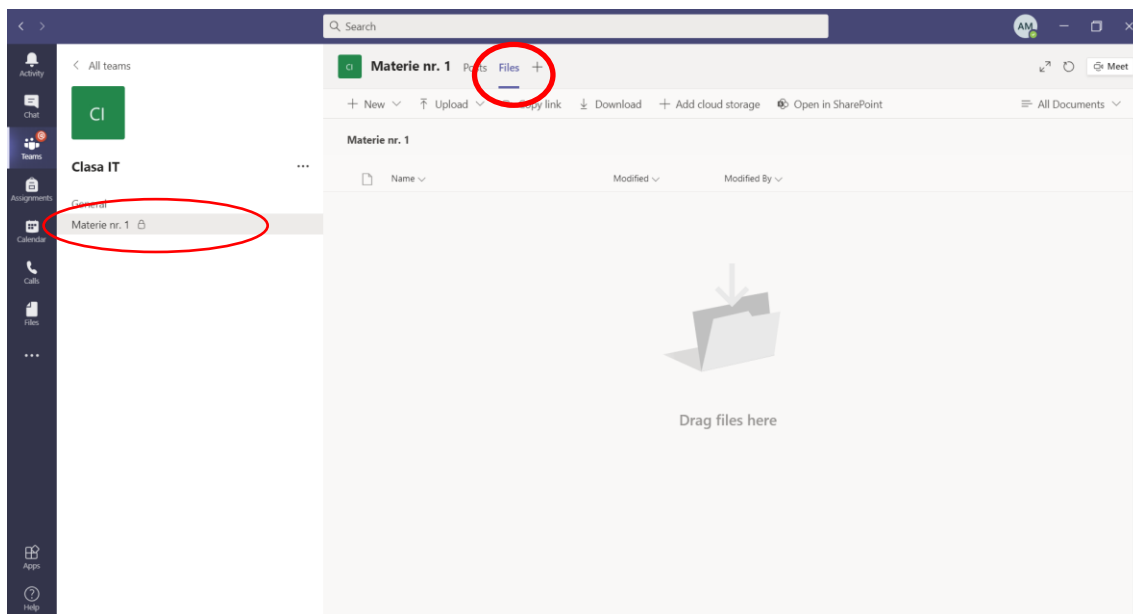 Search
AM
Activity
Chat
Teams
Assignments
Calendar
Calls
Files
Apps
Help
All teams
CI
Clasa IT
General
Materie nr. 1
CI Materie nr. 1 Posts Files
Meet
New Upload Copy link Download Add cloud storage Open in SharePoint All Documents
Materie nr. 1
Name Modified Modified By
Drag files here